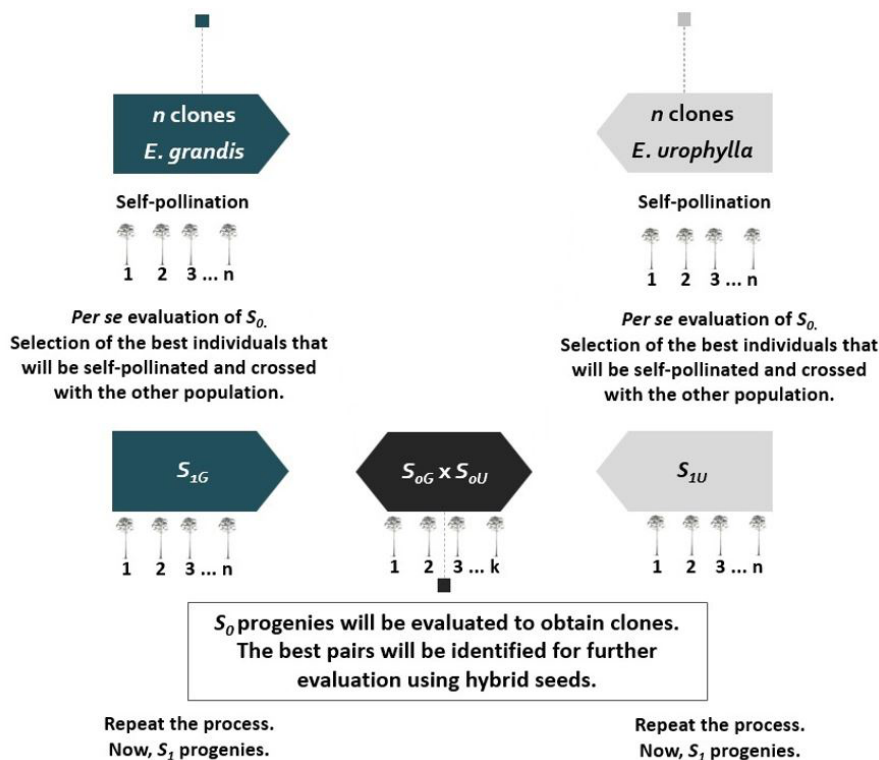 n clones
E. grandis
n clones
E. urophylla
Self-pollination
1 2 3 ... n
Self-pollination
1 2 3 ... n
Per se evaluation of S0.
Selection of the best individuals that
will be self-pollinated and crossed
with the other population.
Per se evaluation of S0.
Selection of the best individuals that
will be self-pollinated and crossed
with the other population.
S1G
S0G x S0U
S1U
1 2 3 ... n
1 2 3 ... k
1 2 3 ... n
S0 progenies will be evaluated to obtain clones.
The best pairs will be identified for further
evaluation using hybrid seeds.
Repeat the process.
Now, S1 progenies.
Repeat the process.
Now, S1 progenies.